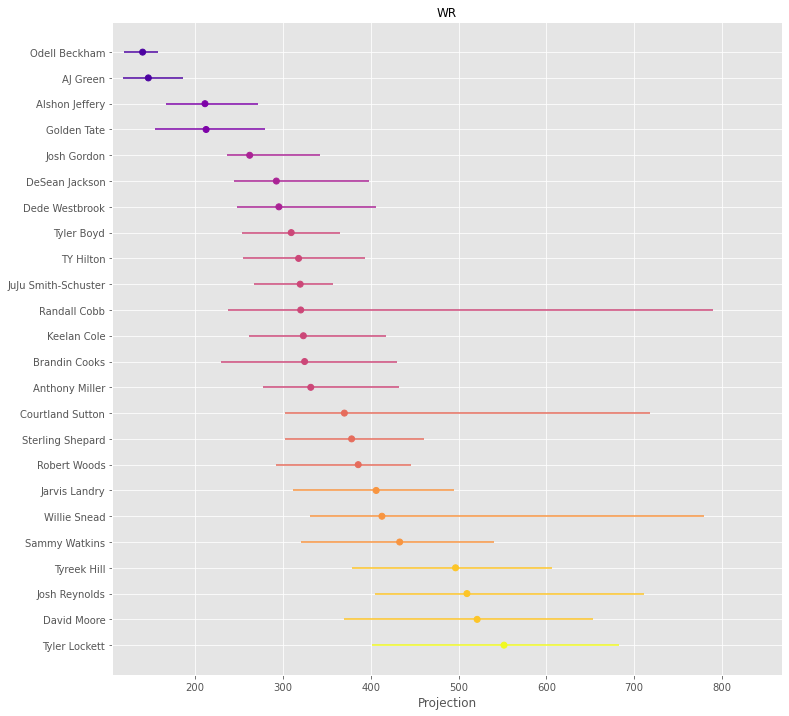 WR
Odell Beckham
AJ Green
Alshon Jeffery
Golden Tate
Josh Gordon
DeSean Jackson
Dede Westbrook
Tyler Boyd
TY Hilton
JuJu Smith-Schuster
Randall Cobb
Keelan Cole
Brandin Cooks
Anthony Miller
Courtland Sutton
Sterling Shepard
Robert Woods
Jarvis Landry
Willie Snead
Sammy Watkins
Tyreek Hill
Josh Reynolds
David Moore
Tyler Lockett
200 300 400 500 600 700 800
Projection